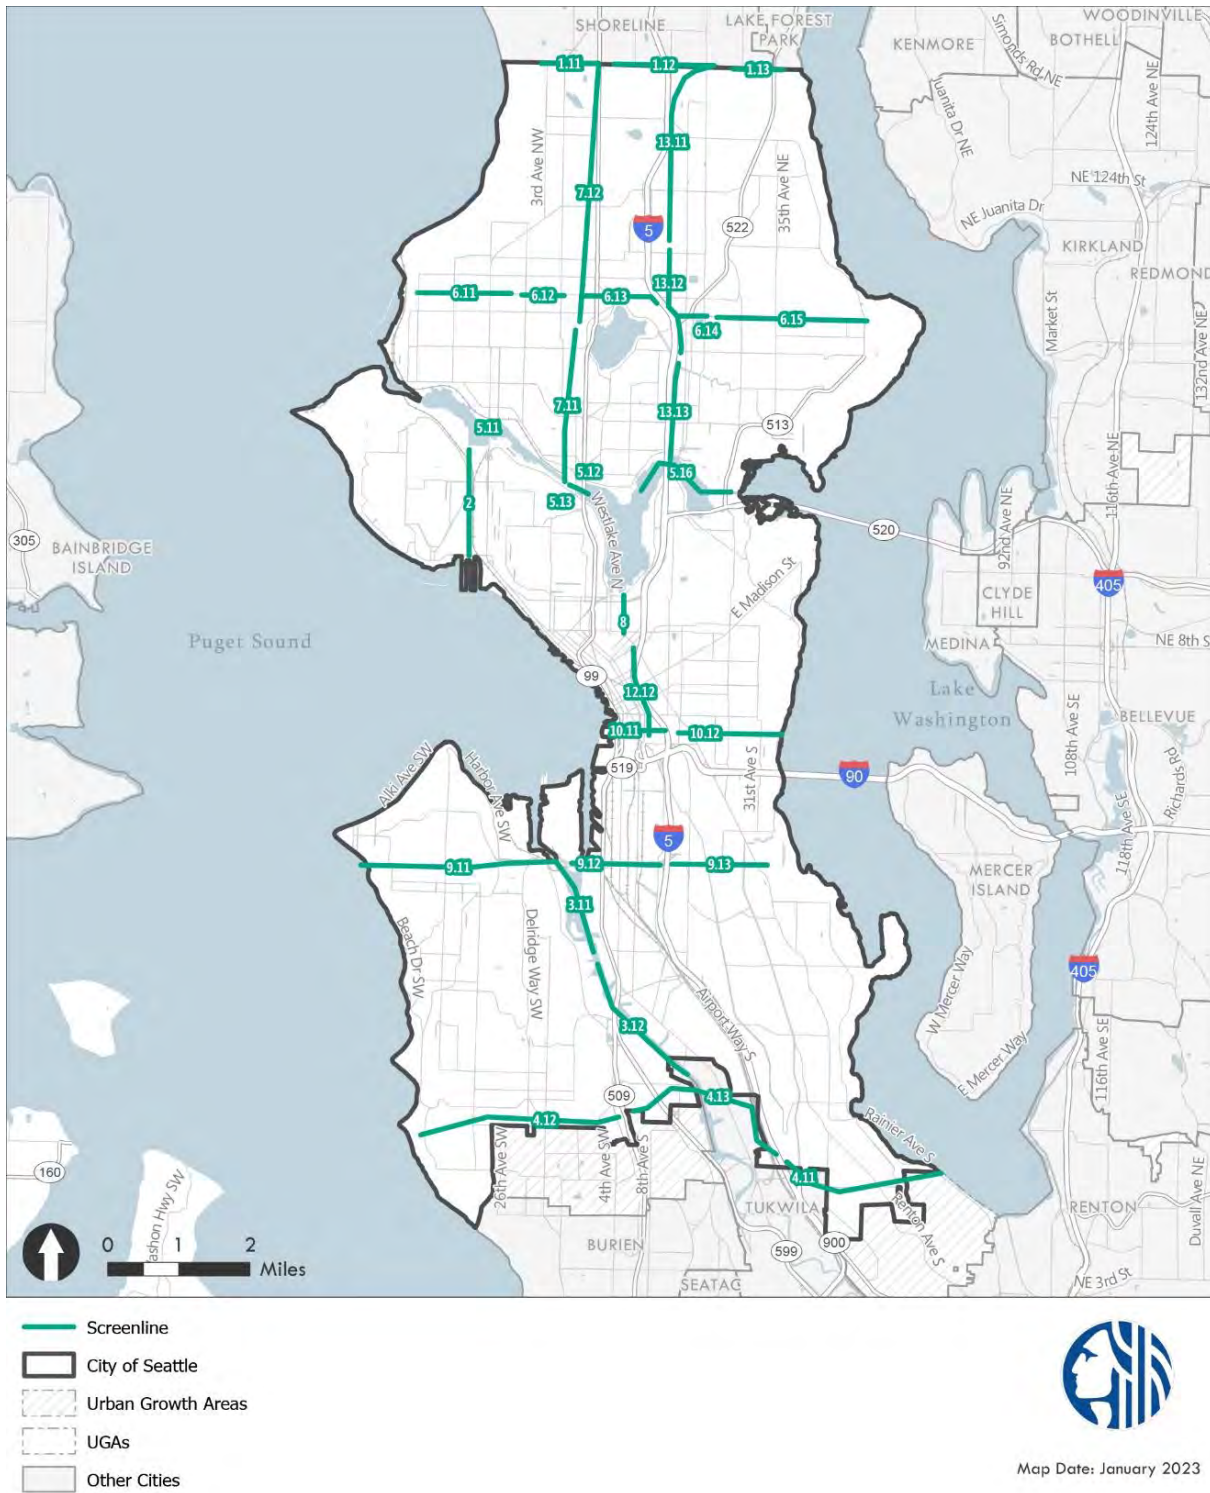 SHORELINE
LAKE FOREST
PARK
WOODINVILLE
KENMORE
BOTHELL
Simonds Rd NE
Juanita Dr NE
124th Ave NE
1.11
1.12
1.13
13.11
3rd Ave NW
35th Ave NE
NE 124th St
7.12
NE Juanita Dr
5
522
KIRKLAND
REDMOND
6.11
6.12
6.13
13.12
6.14
6.15
Market St
132nd Ave NE
7.11
13.13
5.11
513
116th Ave NE
5.12
5.16
5.13
2
Westlake Ave N
520
92nd Ave NE
305
BAINBRIDGE
ISLAND
405
CLYDE
HILL
E Madison St
8
Puget Sound
MEDINA
NE 8th S
99
12.12
Lake
Washington
108th Ave SE
BELLEVUE
10.11
10.12
Richards Rd
Alki Ave SW
Harbor Ave SW
519
31st Ave S
90
118th Ave SE
5
9.11
9.12
9.13
MERCER
ISLAND
3.11
Beach Dr SW
Delridge Way SW
405
W Mercer Way
Airport Way S
3.12
E Mercer Way
116th Ave SE
509
4.13
4.12
Rainier Ave S
160
26th Ave SW
4th Ave SW
8th Ave S
4.11
ashon Hwy SW
TUKWILA
Renton Ave S
RENTON
Duvall Ave NE
BURIEN
599
900
SEATAC
NE 3rd St
0 1 2
Miles
Screenline
City of Seattle
Urban Growth Areas
UGAs
Other Cities
Map Date: January 2023